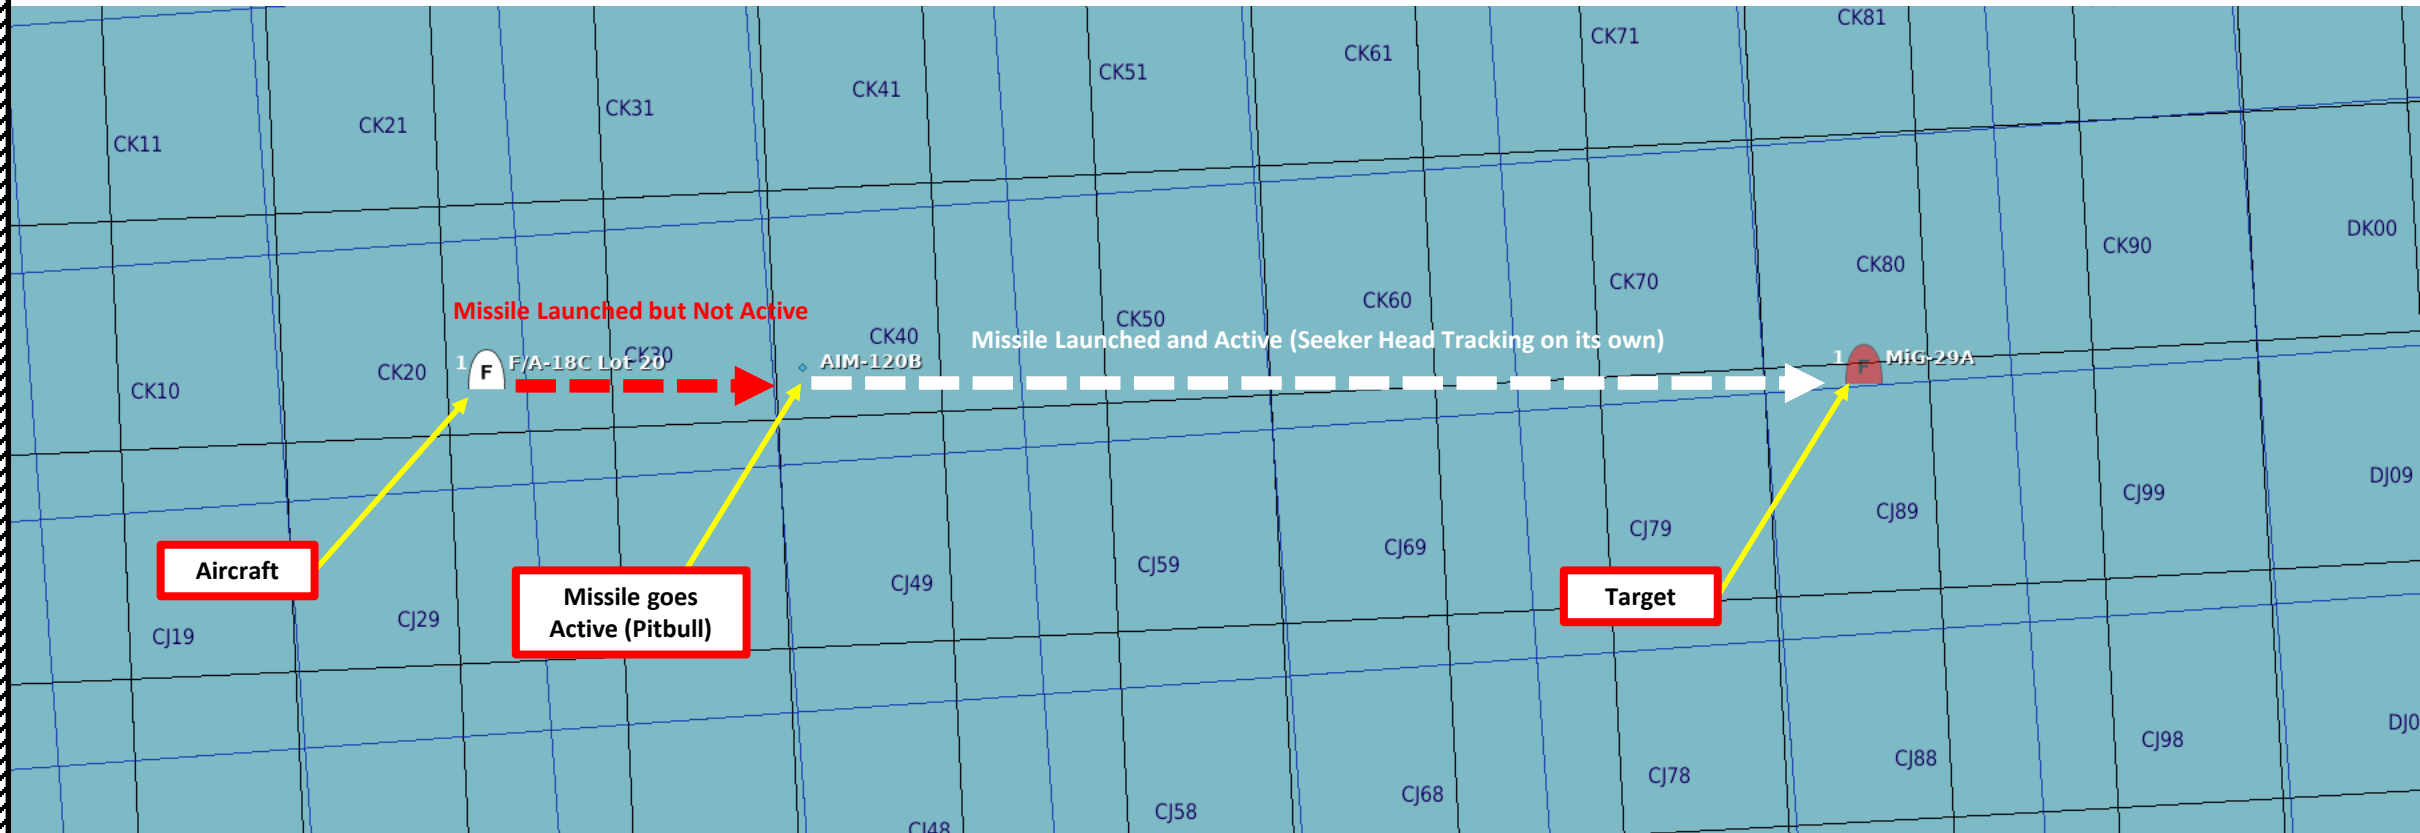 CK81
CK71
CK61
CK51
CK41
CK31
CK21
CK11
DK00
CK90
CK80
CK70
CK60
CK50
CK40
CK30
CK20
CK10
Missile Launched but Not Active
Missile Launched and Active (Seeker Head Tracking on its own)
1 F F/A-18C Lot 20
AIM-120B
1 F MiG-29A
DJ09
CJ99
CJ89
CJ79
CJ69
CJ59
CJ49
CJ29
CJ19
Aircraft
Missile goes
Active (Pitbull)
Target
DJ0
CJ98
CJ88
CJ78
CJ68
CJ58
CJ48